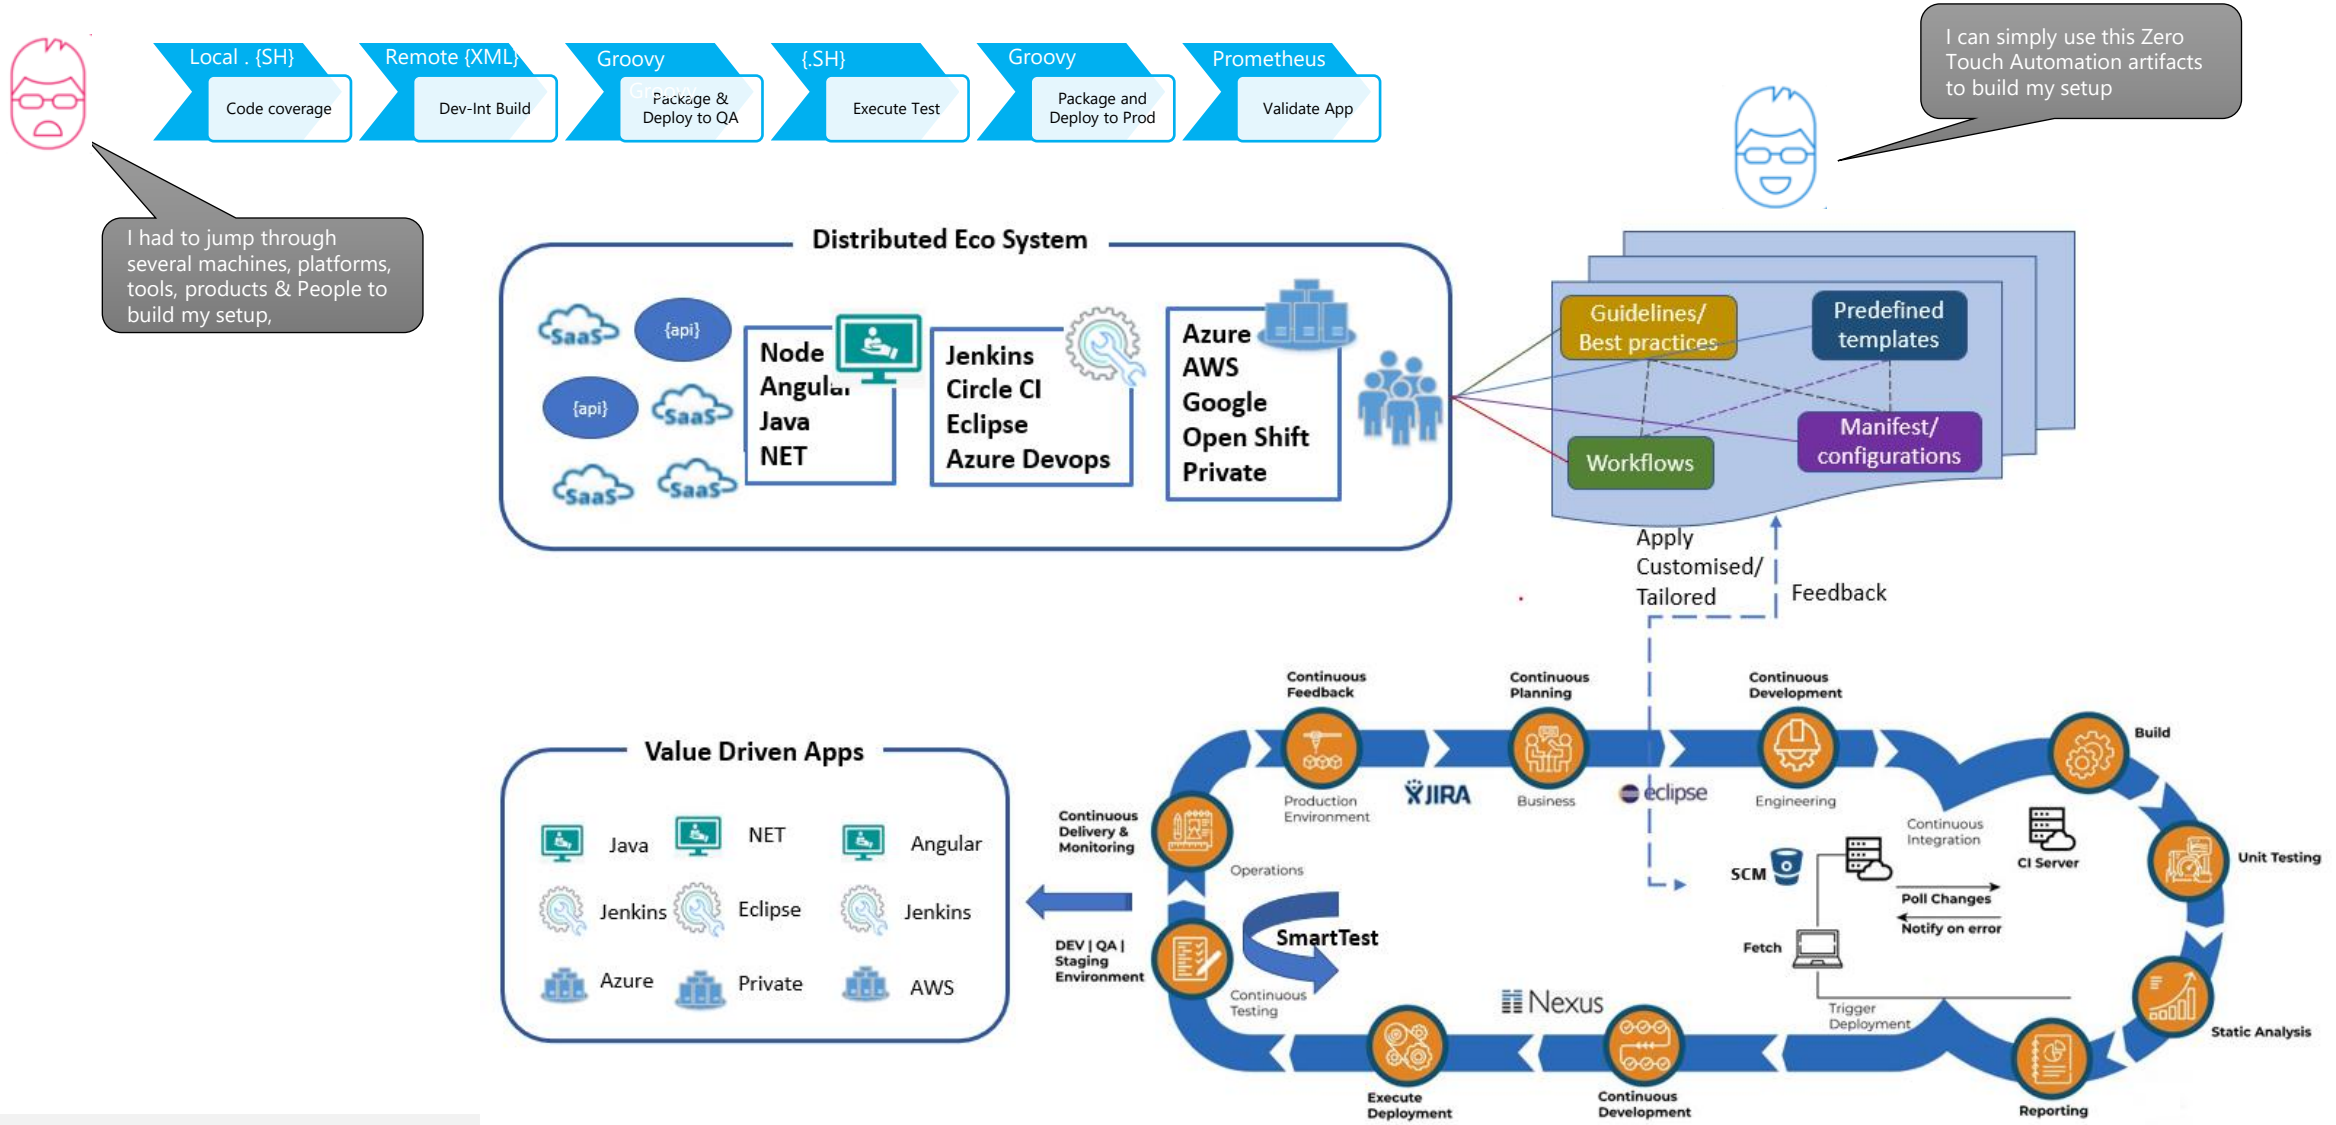 Local . {SH}
Code coverage
Remote {XML}
Dev-Int Build
Groovy
Groovy
Package &
Deploy to QA
{.SH}
Execute Test
Groovy
Package and
Deploy to Prod
Prometheus
Validate App
I can simply use this Zero
Touch Automation artifacts
to build my setup
I had to jump through
several machines, platforms,
tools, products & People to
build my setup,
Distributed Eco System
SaaS
{api}
{api}
SaaS
SaaS
SaaS
Node
Angular
Java
NET
Jenkins
Circle CI
Eclipse
Azure Devops
Azure
AWS
Google
Open Shift
Private
Guidelines/
Best practices
Predefined
templates
Workflows
Manifest/
configurations
Apply
Customised/
Tailored
Feedback
Value Driven Apps
Java
NET
Angular
Jenkins
Eclipse
Jenkins
Azure
Private
AWS
Continuous
Feedback
Continuous
Planning
Continuous
Development
Build
Production
Environment
JIRA
Business
eclipse
Engineering
Continuous
Delivery &
Monitoring
Operations
Continuous
Integration
CI Server
Unit Testing
SCM
Poll Changes
Notify on error
Fetch
SmartTest
DEV | QA |
Staging
Environment
Continuous
Testing
Nexus
Trigger
Deployment
Static Analysis
Execute
Deployment
Continuous
Development
Reporting